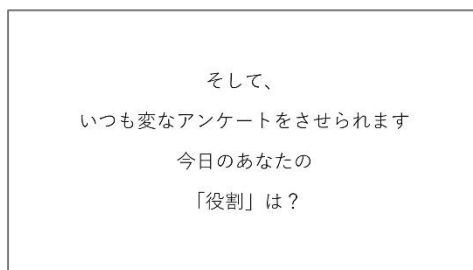 そして、
いつも変なアンケートをさせられます
今日のあなたの
「役割」は？